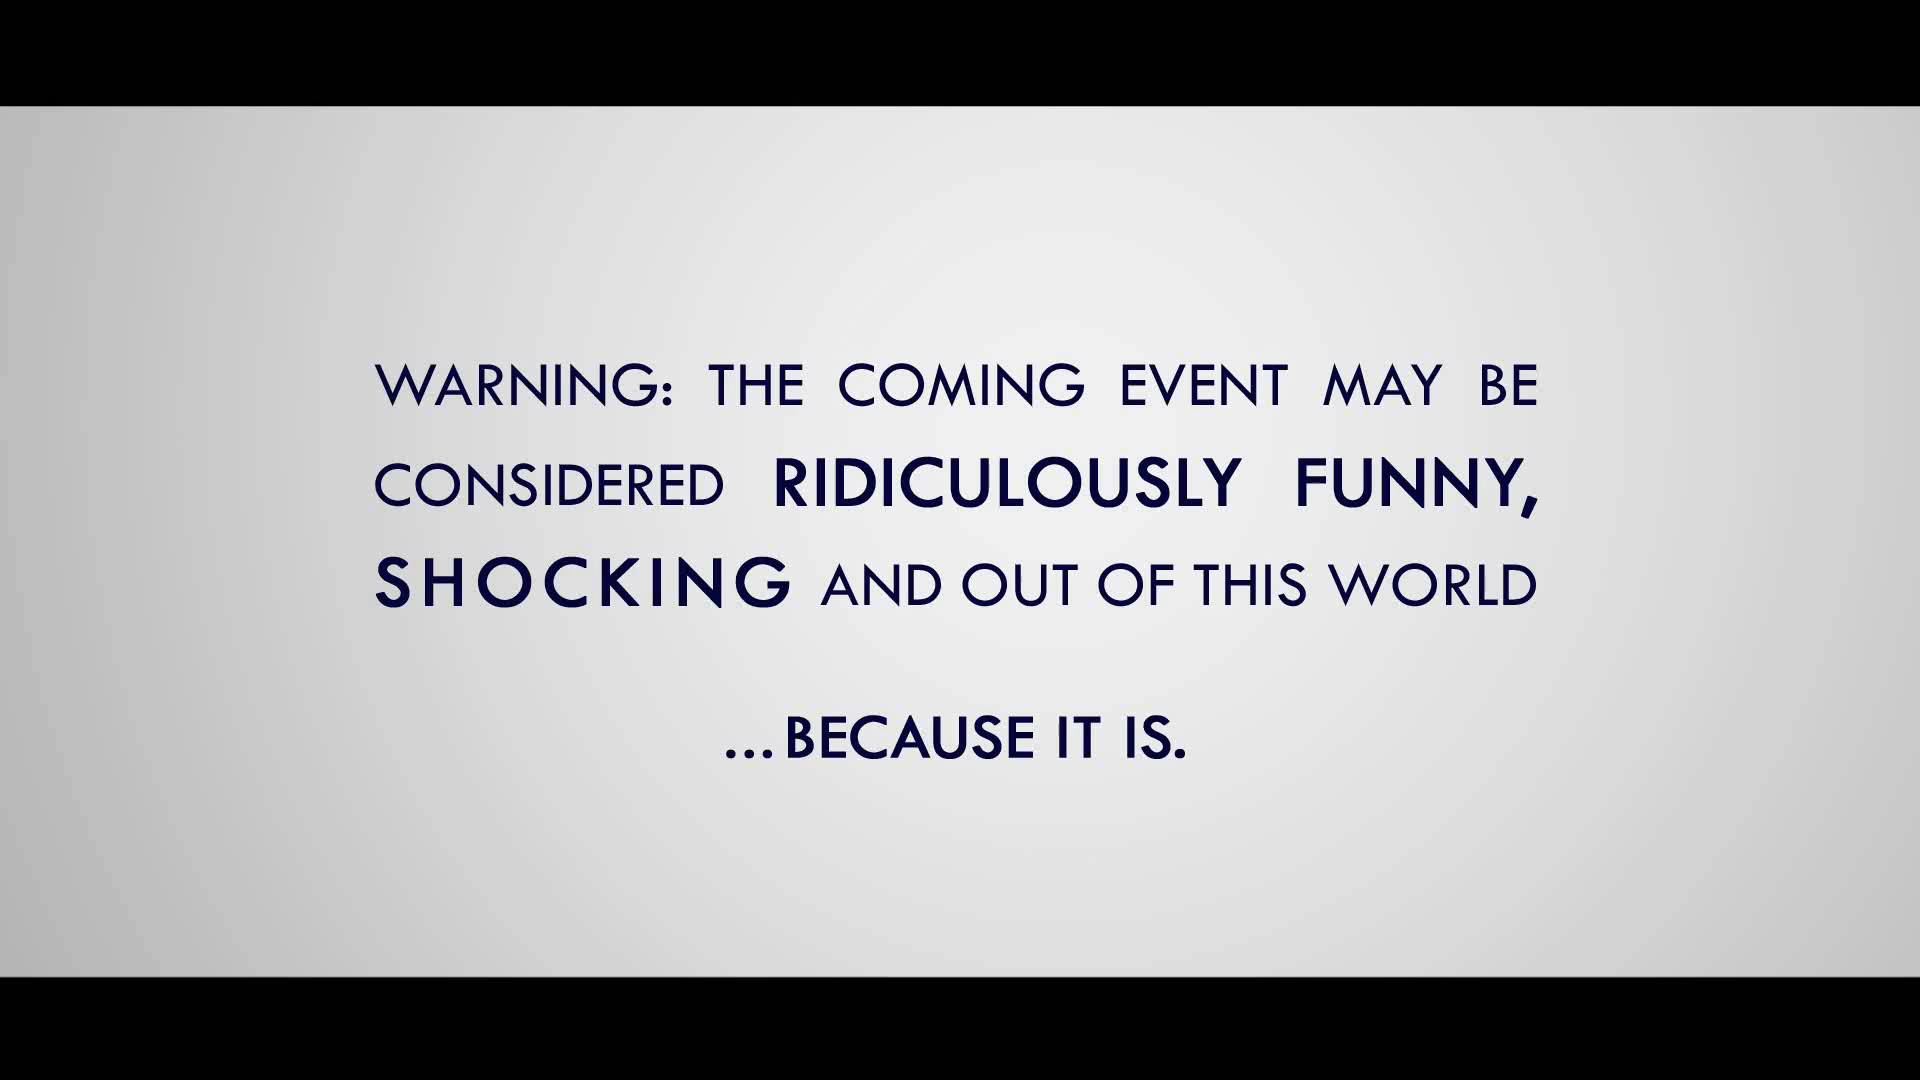 WARNING: THE COMING EVENT MAY BE
CONSIDERED RIDICULOUSLY FUNNY,
SHOCKING AND OUT OF THIS WORLD
...BECAUSE IT IS.